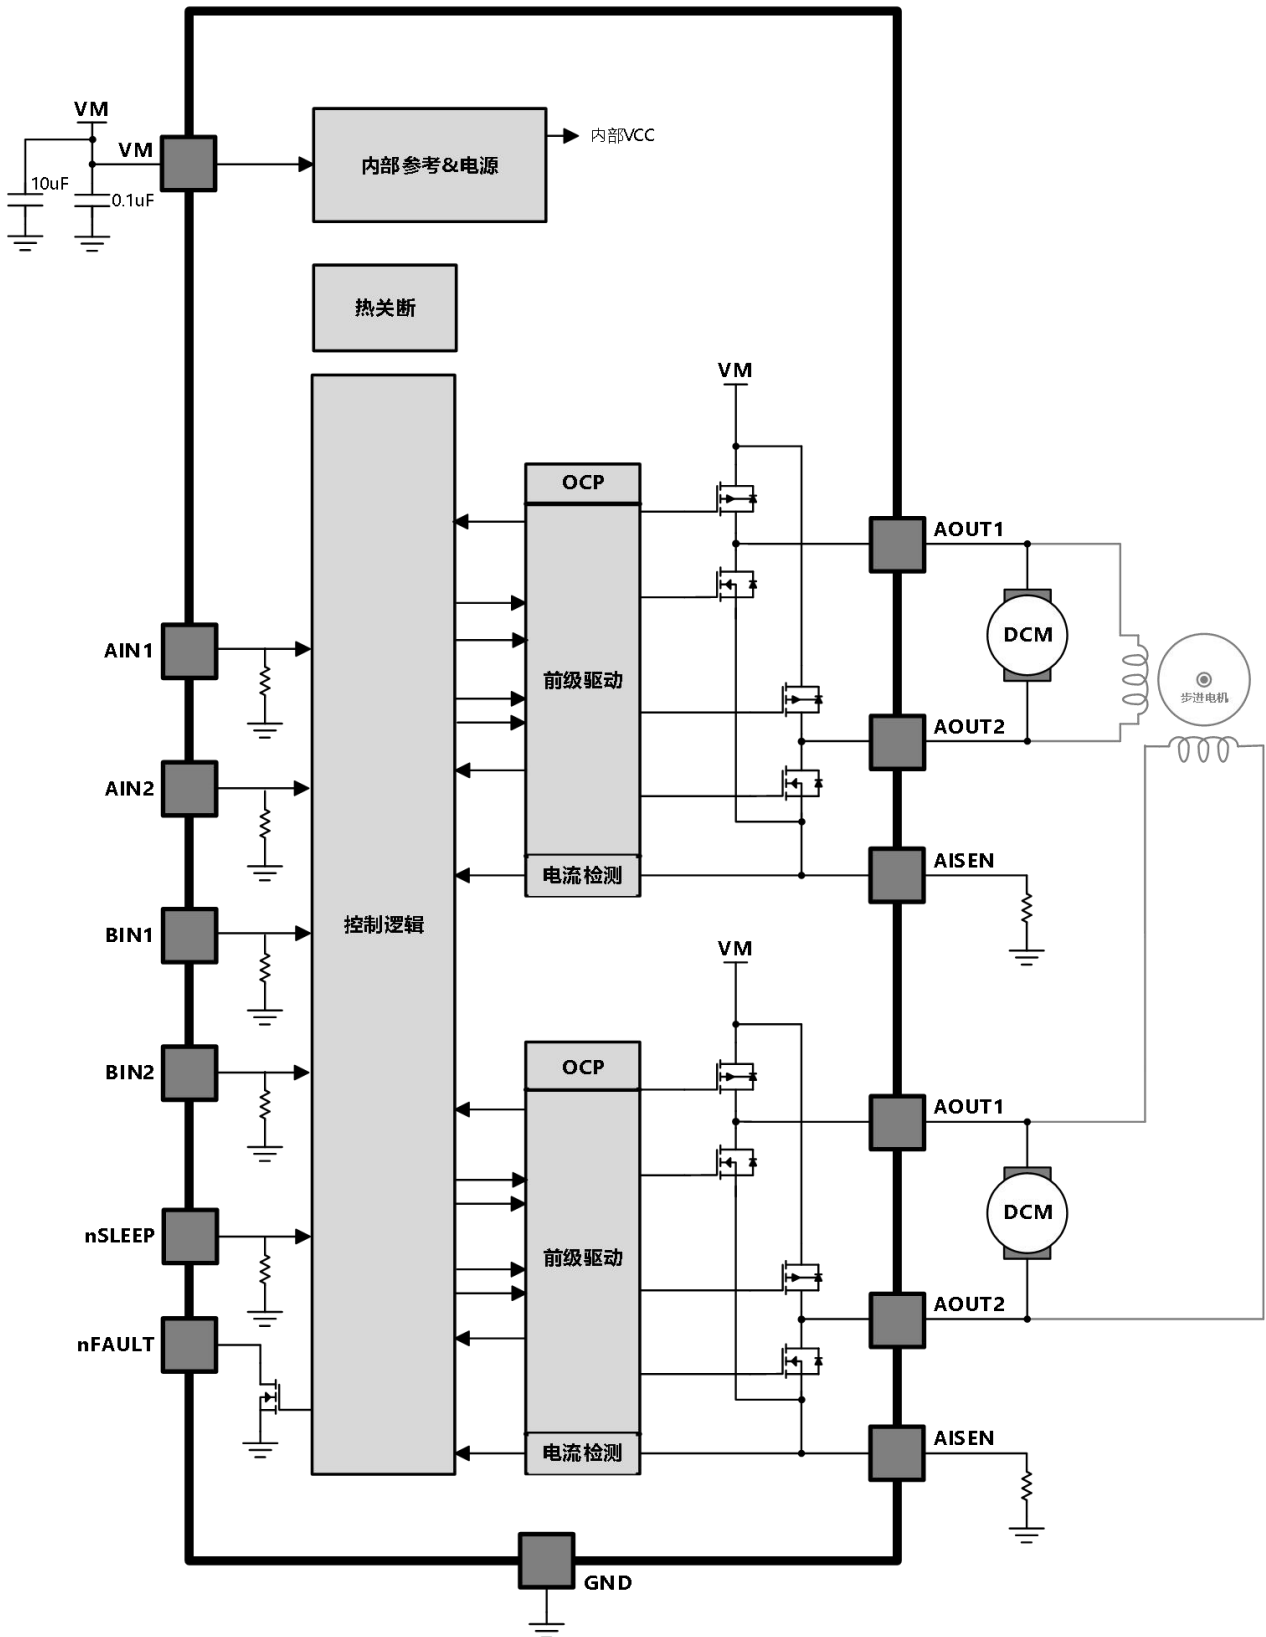 VM
VM
10uF
0.1uF
内部参考&电源
内部VCC
热关断
VM
OCP
AOUT1
DCM
AIN1
前级驱动
步进电机
AOUT2
AIN2
AISEN
电流检测
控制逻辑
BIN1
VM
BIN2
OCP
AOUT1
DCM
nSLEEP
前级驱动
AOUT2
nFAULT
AISEN
电流检测
GND